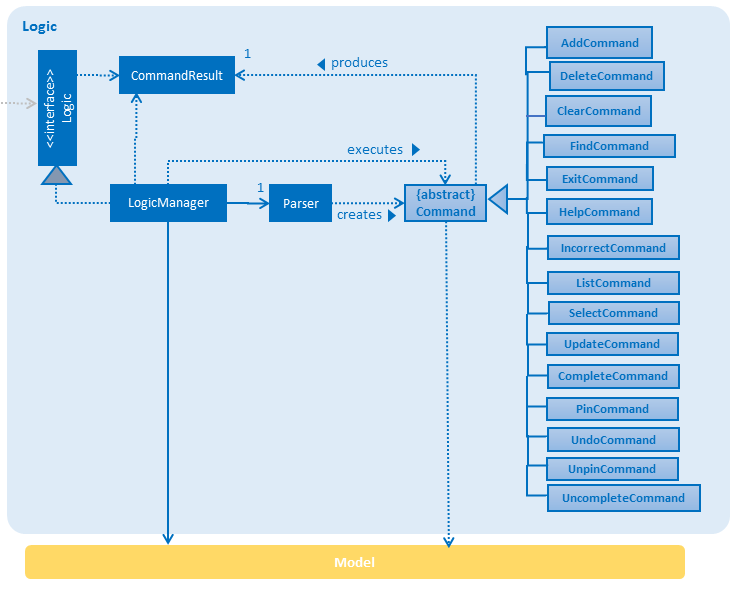 Logic
<<interface>>
Logic
CommandResult
1
produces
executes
LogicManager
1
Parser
creates
{abstract}
Command
AddCommand
DeleteCommand
ClearCommand
FindCommand
ExitCommand
HelpCommand
IncorrectCommand
ListCommand
SelectCommand
UpdateCommand
CompleteCommand
PinCommand
UndoCommand
UnpinCommand
UncompleteCommand
Model